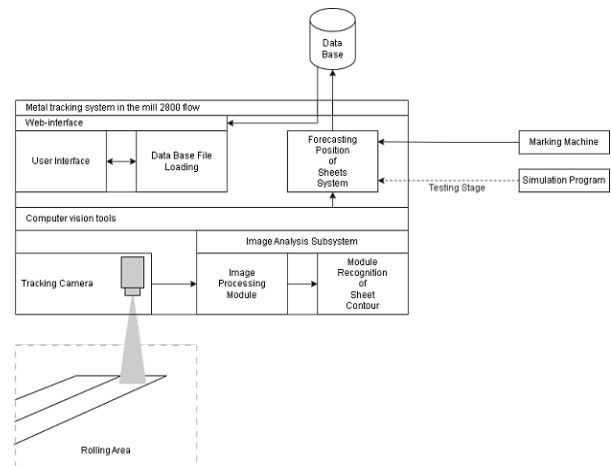 Data
Base
Metal tracking system in the mill 2800 flow
Web-interface
User Interface
Data Base File
Loading
Forecasting
Position
of
Sheets
System
Marking Machine
Simulation Program
Testing Stage
Computer vision tools
Image Analysis Subsystem
Tracking Camera
Image
Processing
Module
Module
Recognition
of
Sheet
Contour
Rolling Area